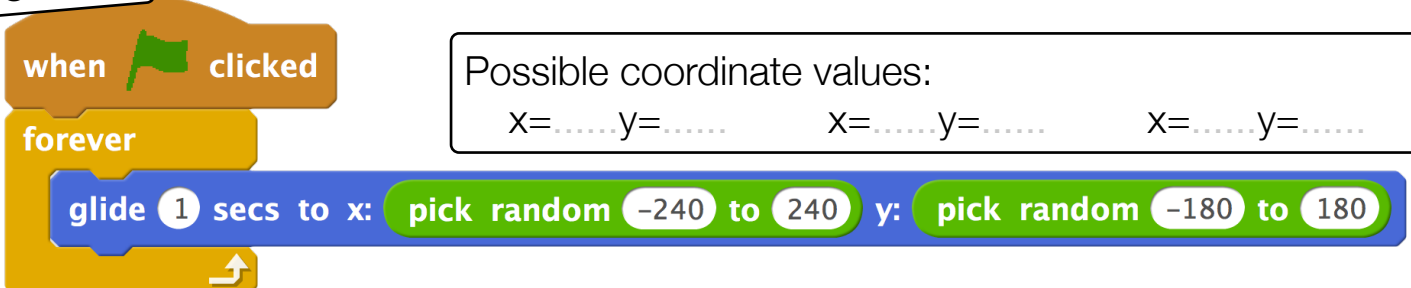 when clicked
Possible coordinate values:
x=......y=...... x=......y=...... x=......y=......
forever
glide 1 secs to x: pick random -240 to 240 y: pick random -180 to 180